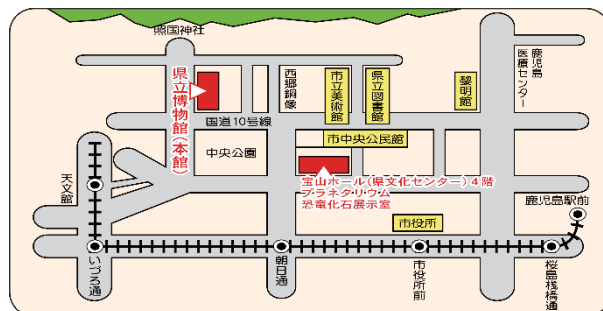 照国神社
県立博物館(本館)
西郷銅像
市立美術館
県立図書館
黎明館
鹿児島
医療センター
国道10号線
市中央公民館
中央公園
天文館
宝山ホール(県文化センター)4階
プラネタリウム
恐竜化石展示室
鹿児島駅前
市役所
いづろ通
朝日通
市役所前
桜島桟橋通